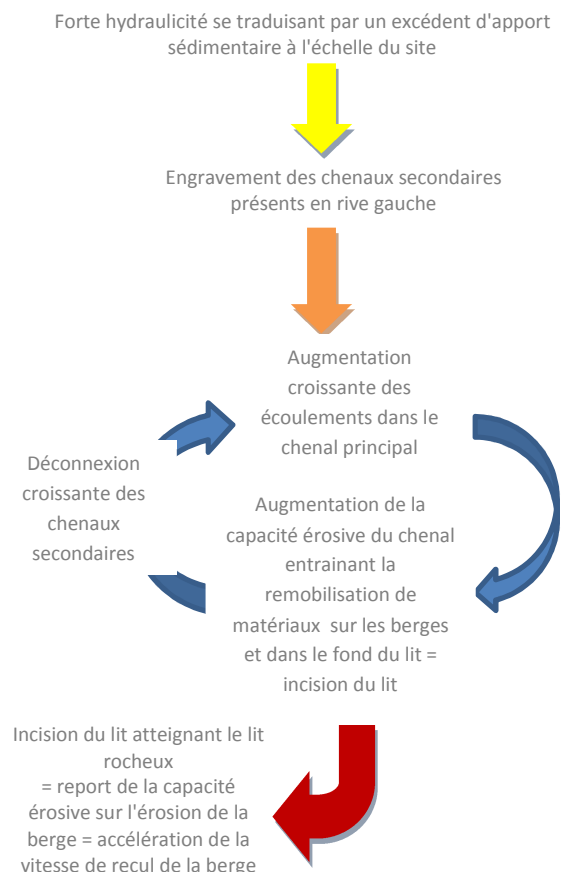 Forte hydraulicité se traduisant par un excédent d'apport
sédimentaire à l'échelle du site
Engravement des chenaux secondaires
présents en rive gauche
Augmentation
croissante des
écoulements dans le
chenal principal
Déconnexion
croissante des
chenaux
secondaires
Augmentation de la
capacité érosive du chenal
entrainant la
remobilisation de
matériaux sur les berges
et dans le fond du lit =
incision du lit
Incision du lit atteignant le lit
rocheux
= report de la capacité
érosive sur l'érosion de la
berge = accélération de la
vitesse de recul de la berge